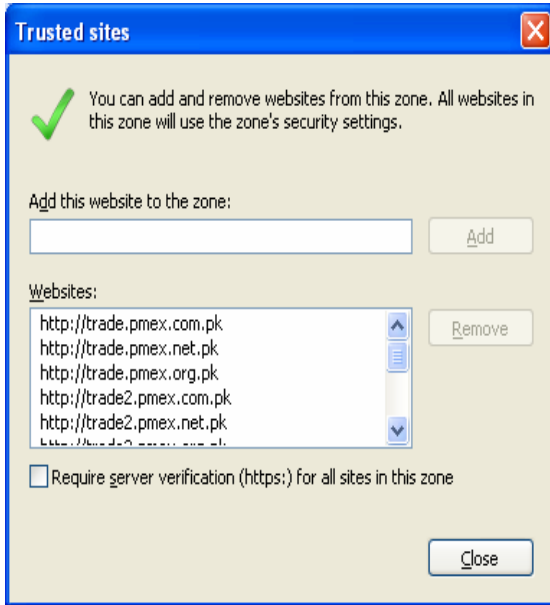 Trusted sites
You can add and remove websites from this zone. All websites in
this zone will use the zone's security settings.
Add this website to the zone:
Add
Websites:
http://trade.pmex.com.pk
Remove
http://trade.pmex.net.pk
http://trade.pmex.org.pk
http://trade2.pmex.com.pk
http://trade2.pmex.net.pk
Require server verification (https:) for all sites in this zone
Close